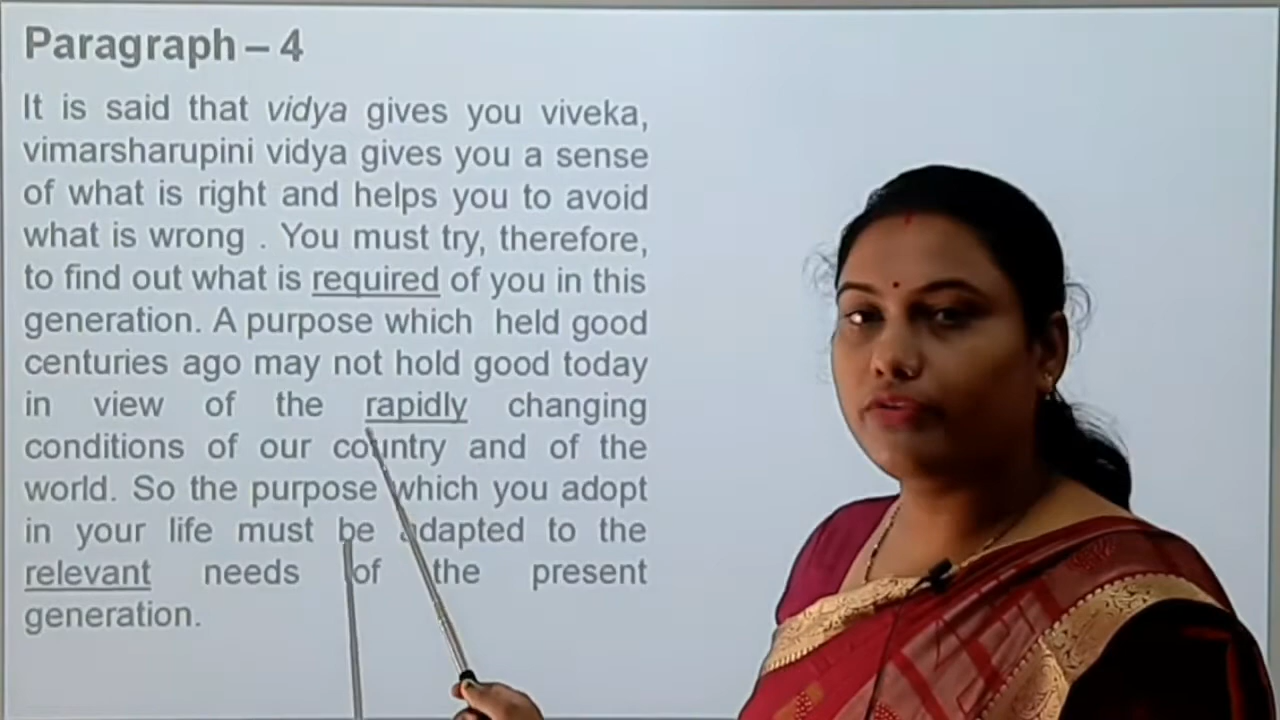 Paragraph – 4
It is said that vidya gives you viveka,
vimarsharupini vidya gives you a sense
of what is right and helps you to avoid
what is wrong . You must try, therefore,
to find out what is required of you in this
generation. A purpose which held good
centuries ago may not hold good today
in view of the rapidly changing
conditions of our country and of the
world. So the purpose which you adopt
in your life must be adapted to the
relevant needs of the present
generation.